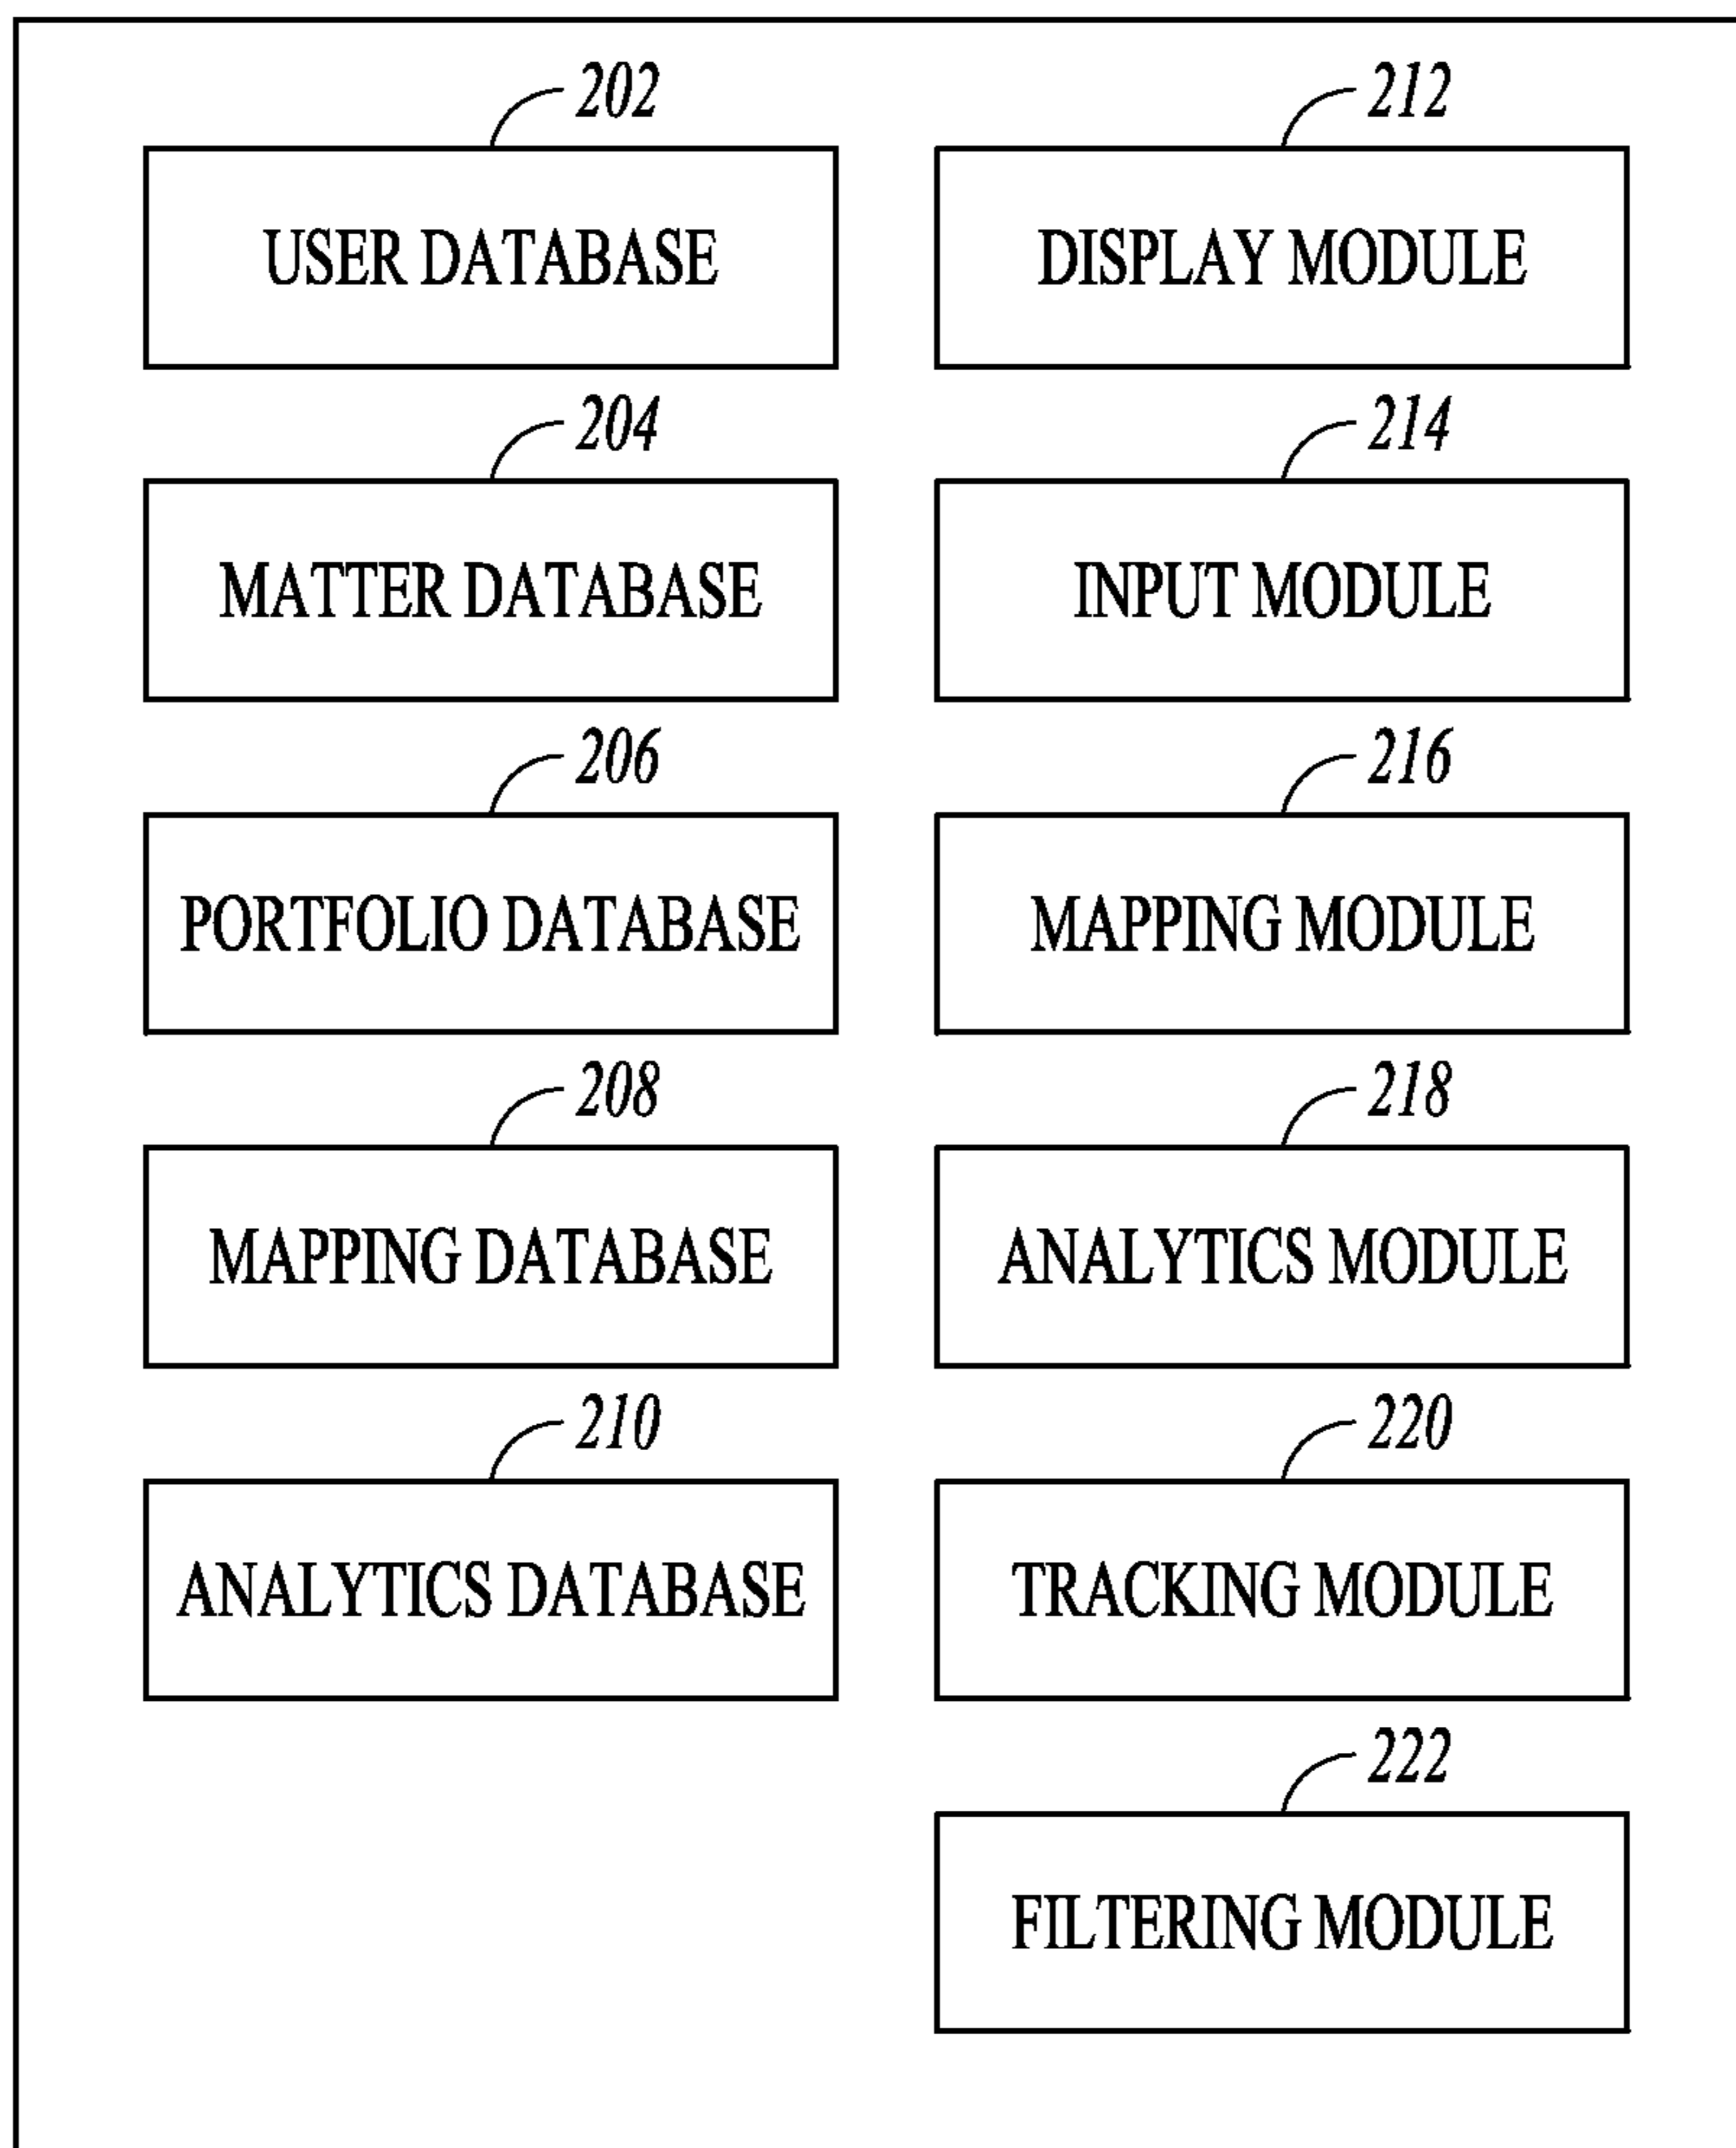 202
USER DATABASE
204
MATTER DATABASE
206
PORTFOLIO DATABASE
208
MAPPING DATABASE
210
ANALYTICS DATABASE
212
DISPLAY MODULE
214
INPUT MODULE
216
MAPPING MODULE
218
ANALYTICS MODULE
220
TRACKING MODULE
222
FILTERING MODULE